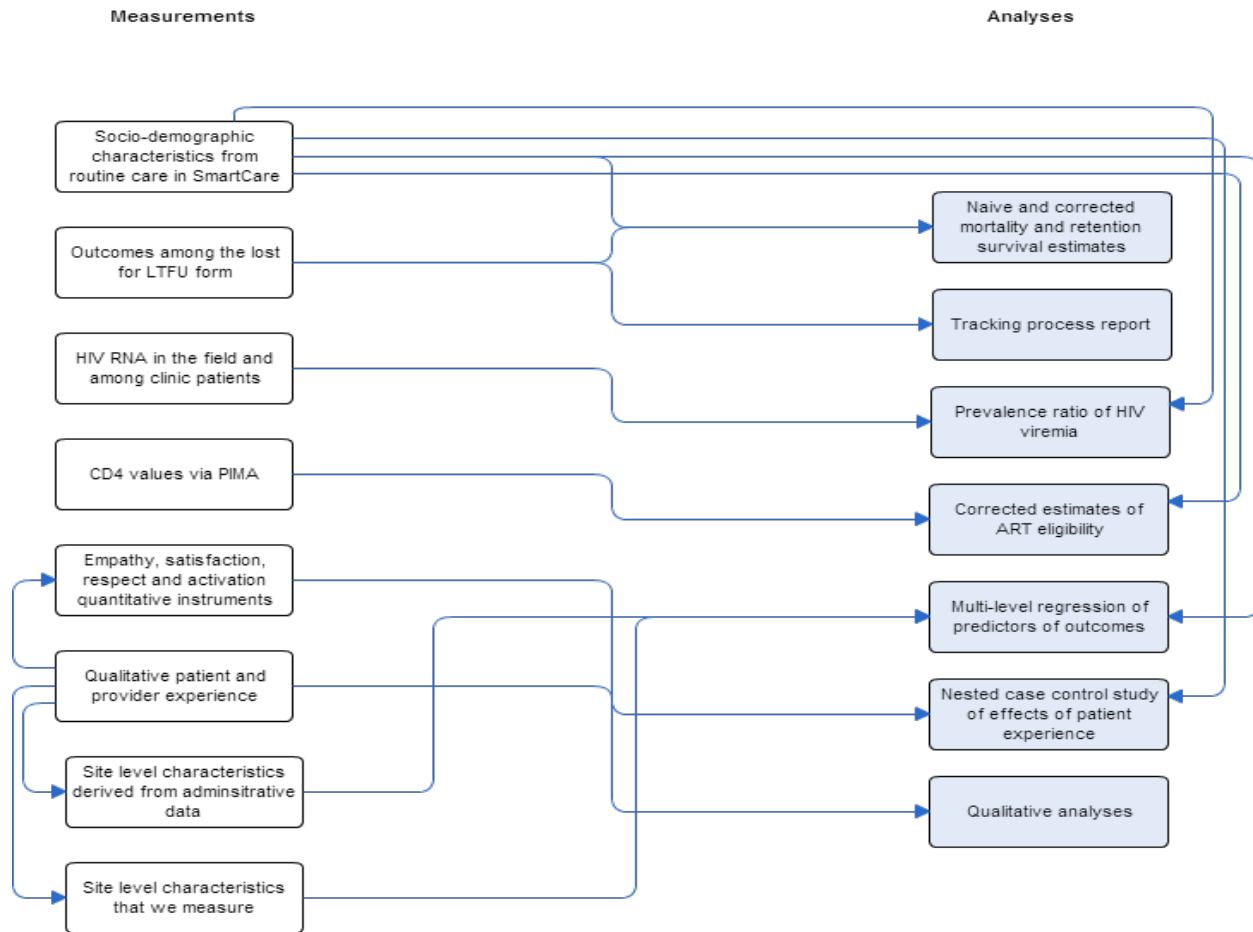 Measurements
Analyses
Socio-demographic
characteristics from
routine care in SmartCare
Outcomes among the lost
for LTFU form
HIV RNA in the field and
among clinic patients
CD4 values via PIMA
Empathy, satisfaction,
respect and activation
quantitative instruments
Qualitative patient and
provider experience
Site level characteristics
derived from adminsitrative
data
Site level characteristics
that we measure
Naive and corrected
mortality and retention
survival estimates
Tracking process report
Prevalence ratio of HIV
viremia
Corrected estimates of
ART eligibility
Multi-level regression of
predictors of outcomes
Nested case control study
of effects of patient
experience
Qualitative analyses